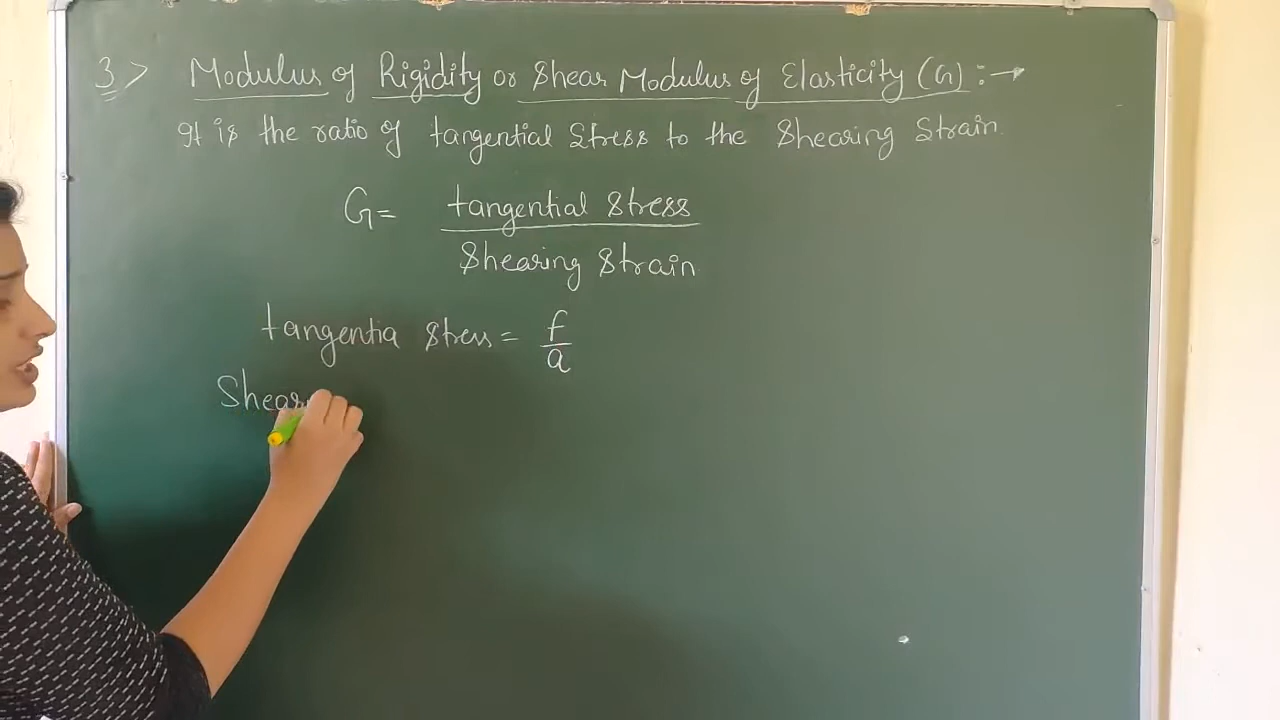 3> Modulus of Rigidity or Shear Modulus of Elasticity (G) :→
It is the ratio of tangential Stress to the Shearing Strain
G = tangential Stress
Shearing Strain
tangentia Stress = f
a
Shear